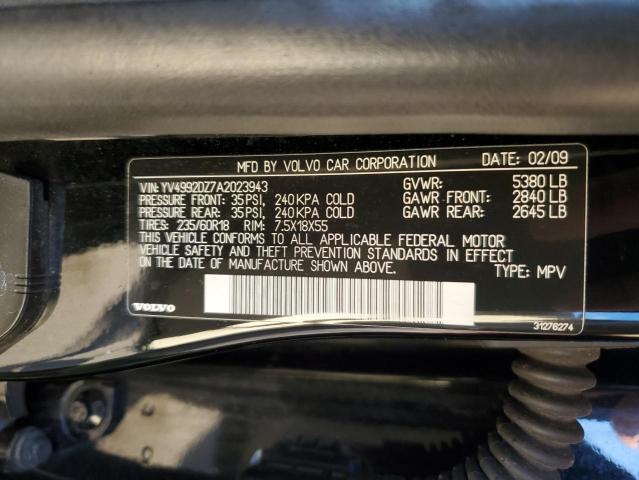 MFD BY VOLVO CAR CORPORATION DATE: 02/09
VIN: YV4992DZ7A2023943 GVWR: 5380 LB
PRESSURE FRONT: 35 PSI, 240 KPA COLD GAWR FRONT: 2840 LB
PRESSURE REAR: 35 PSI, 240 KPA COLD GAWR REAR: 2645 LB
TIRES: 235/60R18 RIM: 7.5X18X55
THIS VEHICLE CONFORMS TO ALL APPLICABLE FEDERAL MOTOR
VEHICLE SAFETY AND THEFT PREVENTION STANDARDS IN EFFECT
ON THE DATE OF MANUFACTURE SHOWN ABOVE. TYPE: MPV
VOLVO 31276274